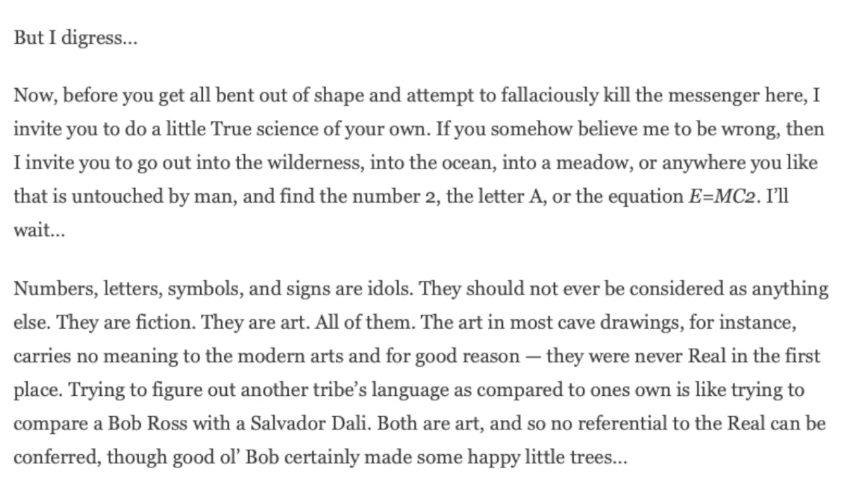 But I digress...
Now, before you get all bent out of shape and attempt to fallaciously kill the messenger here, I
invite you to do a little True science of your own. If you somehow believe me to be wrong, then
I invite you to go out into the wilderness, into the ocean, into a meadow, or anywhere you like
that is untouched by man, and find the number 2, the letter A, or the equation E=MC2. I'll
wait...
Numbers, letters, symbols, and signs are idols. They should not ever be considered as anything
else. They are fiction. They are art. All of them. The art in most cave drawings, for instance,
carries no meaning to the modern arts and for good reason — they were never Real in the first
place. Trying to figure out another tribe's language as compared to ones own is like trying to
compare a Bob Ross with a Salvador Dali. Both are art, and so no referential to the Real can be
conferred, though good ol' Bob certainly made some happy little trees...